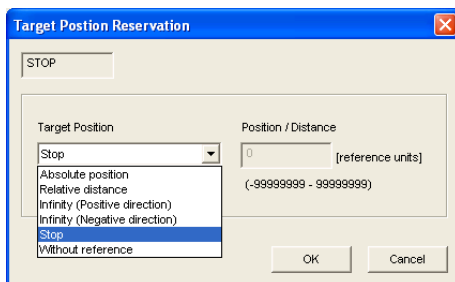 Target Postion Reservation
STOP
Target Position
Position / Distance
Stop
0
[reference units]
(-99999999 - 99999999)
Absolute position
Relative distance
Infinity (Positive direction)
Infinity (Negative direction)
Stop
Without reference
OK
Cancel